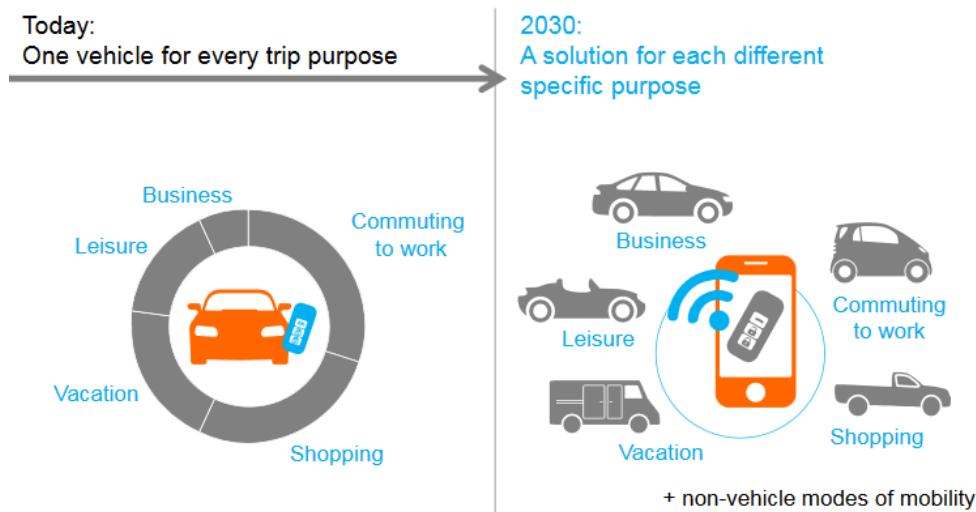 Today:
One vehicle for every trip purpose
2030:
A solution for each different
specific purpose
Business
Leisure
Commuting
to work
Vacation
Shopping
Business
Leisure
Commuting
to work
Vacation
Shopping
+ non-vehicle modes of mobility